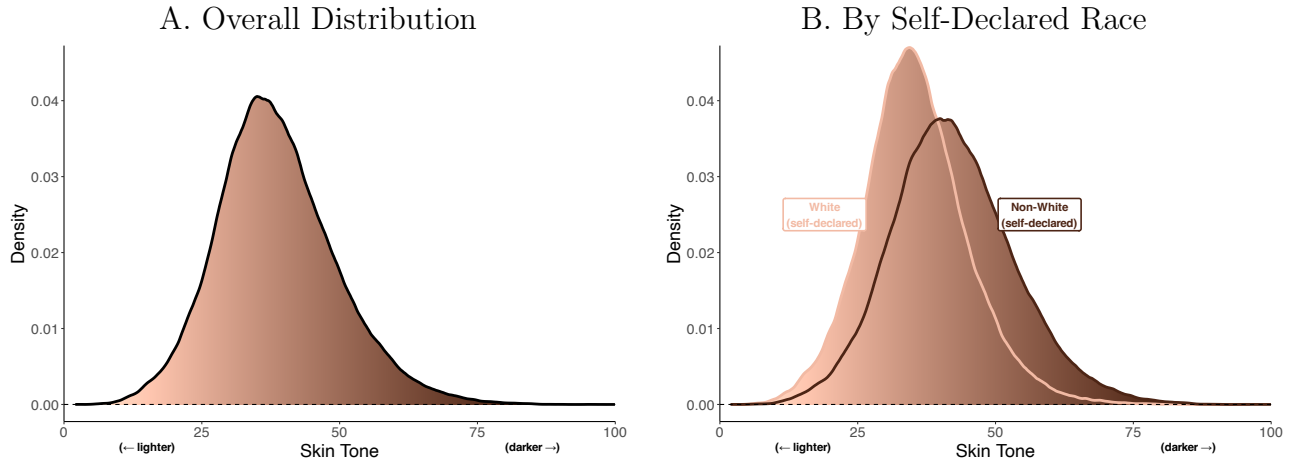 A. Overall Distribution
Density
0.04
0.03
0.02
0.01
0.00
0
25
50
75
100
(← lighter)
Skin Tone
(darker →)
B. By Self-Declared Race
Density
0.04
0.03
0.02
0.01
0.00
White
(self-declared)
Non-White
(self-declared)
0
25
50
75
100
(← lighter)
Skin Tone
(darker →)